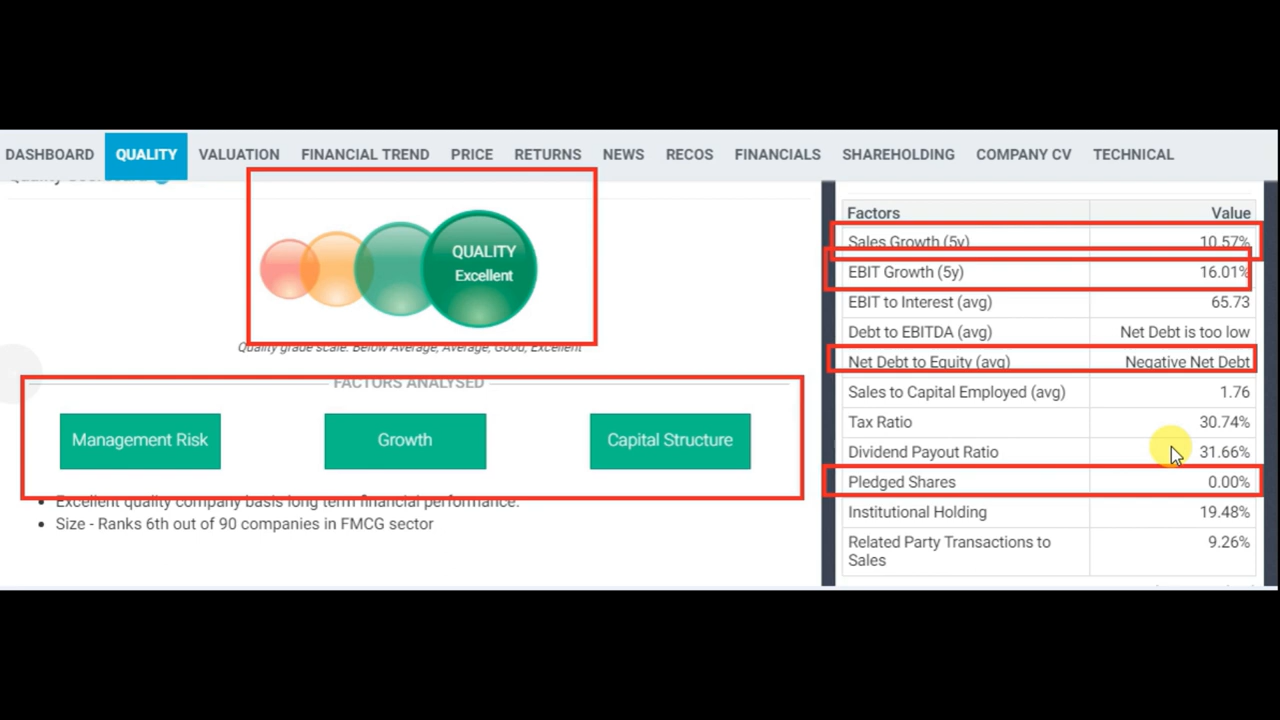 DASHBOARD QUALITY VALUATION FINANCIAL TREND PRICE RETURNS NEWS RECOS FINANCIALS SHAREHOLDING COMPANY CV TECHNICAL
QUALITY
Excellent
Quality grade scale: Below Average, Average, Good, Excellent
FACTORS ANALYSED
Management Risk Growth Capital Structure
• Excellent quality company basis long term financial performance.
• Size - Ranks 6th out of 90 companies in FMCG sector
Factors Value
Sales Growth (5y) 10.57%
EBIT Growth (5y) 16.01%
EBIT to Interest (avg) 65.73
Debt to EBITDA (avg) Net Debt is too low
Net Debt to Equity (avg) Negative Net Debt
Sales to Capital Employed (avg) 1.76
Tax Ratio 30.74%
Dividend Payout Ratio 31.66%
Pledged Shares 0.00%
Institutional Holding 19.48%
Related Party Transactions to 9.26%
Sales